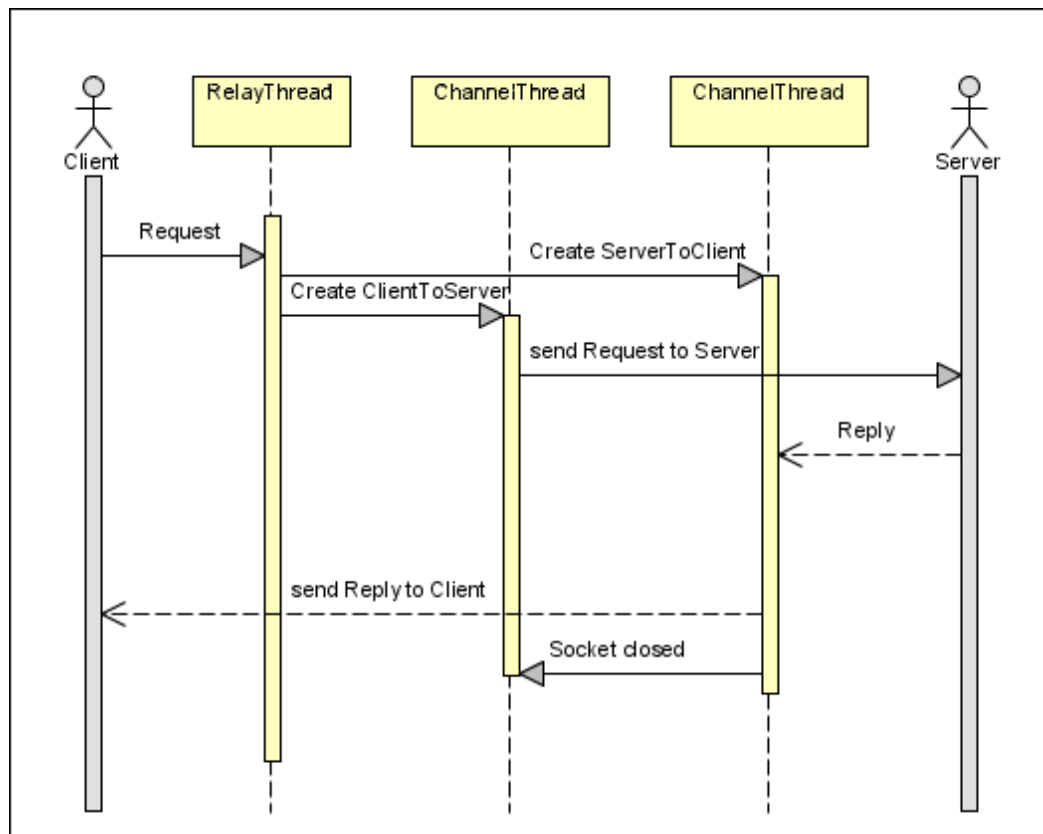 RelayThread
ChannelThread
ChannelThread
Client
Server
Request
Create ServerToClient
Create ClientToServer
send Request to Server
Reply
send Reply to Client
Socket closed